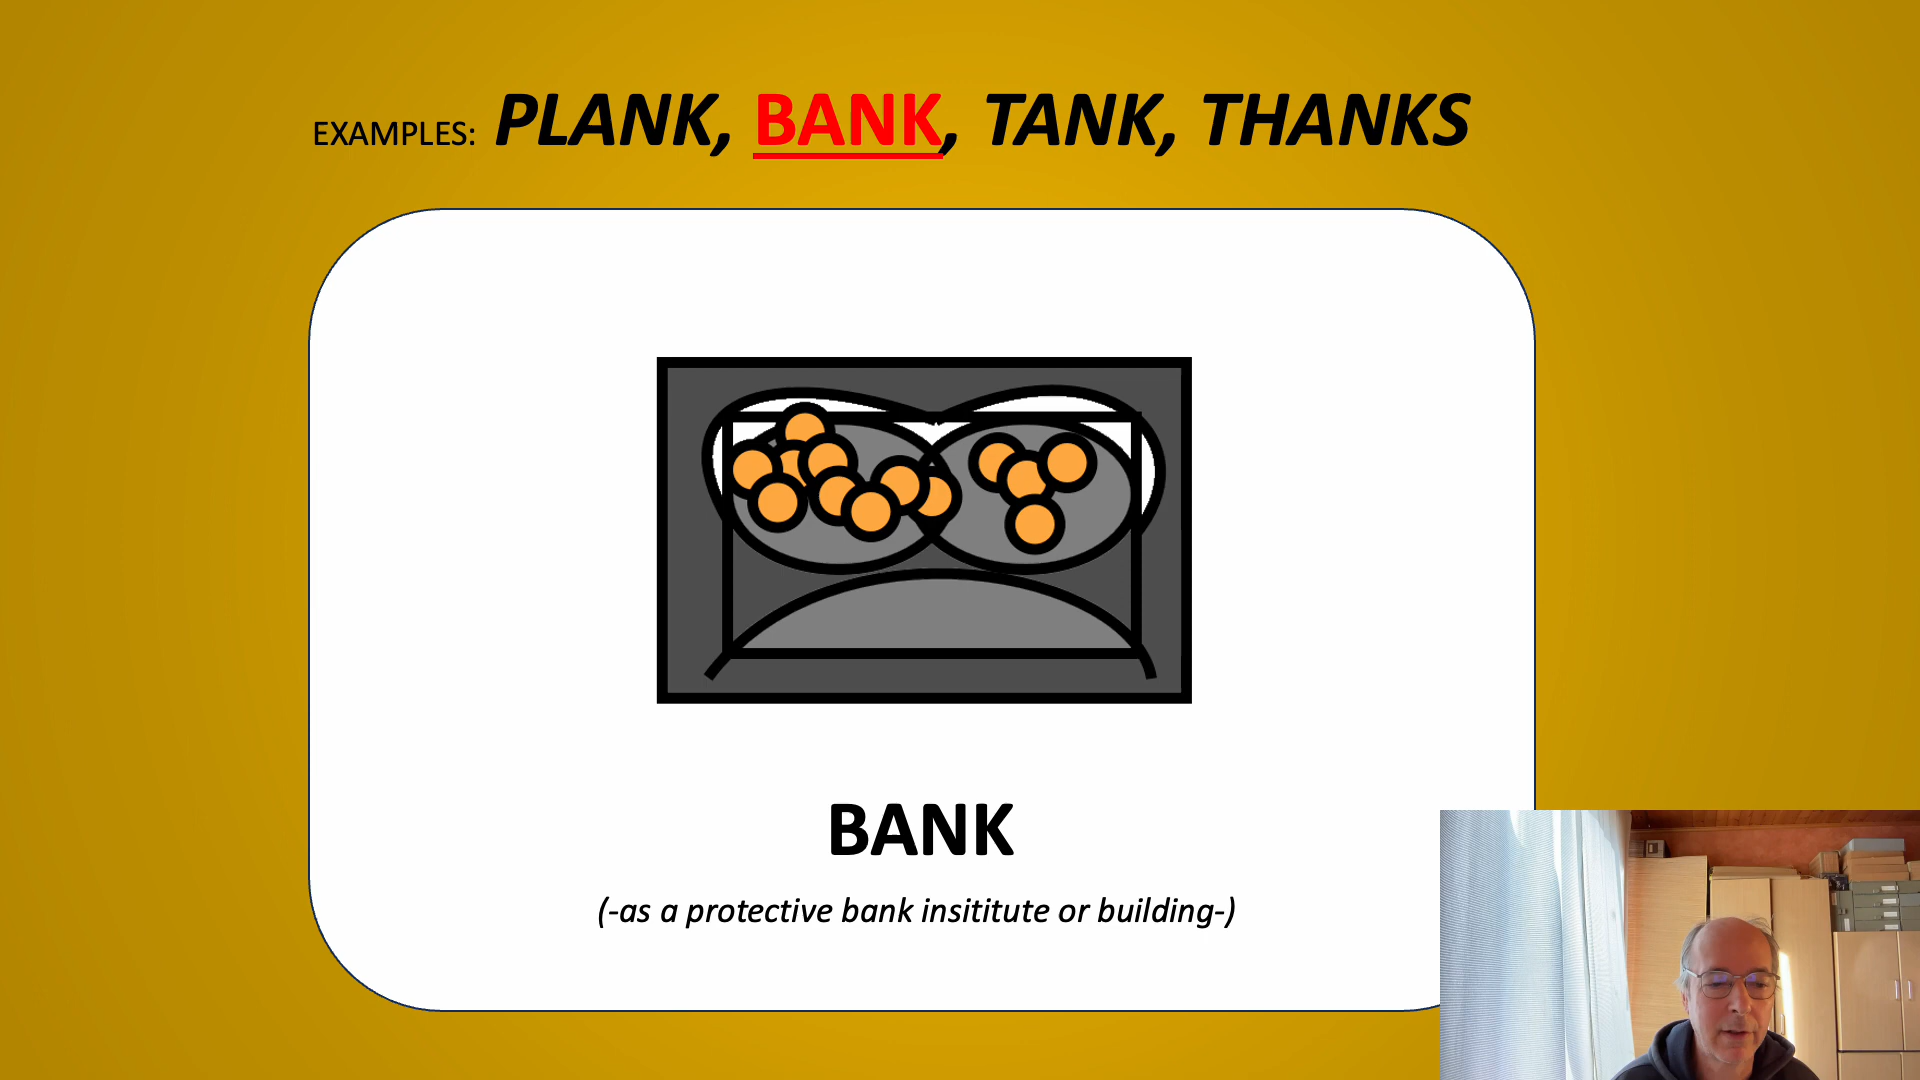 EXAMPLES: PLANK, BANK, TANK, THANKS
BANK
(-as a protective bank insititute or building-)